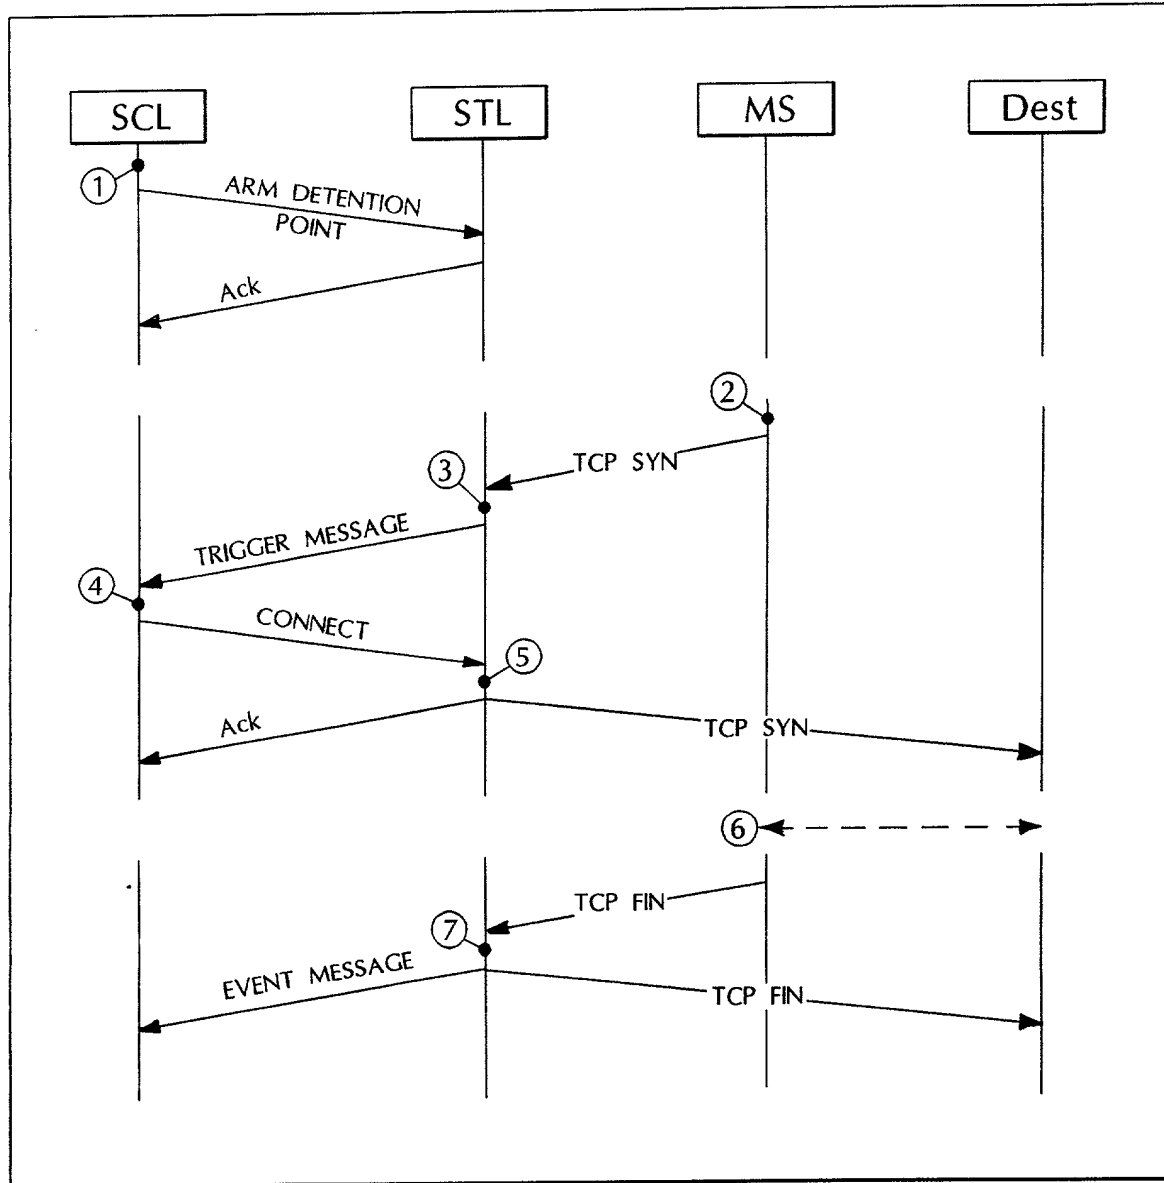 SCL
STL
MS
Dest
1
ARM DETENTION
POINT
Ack
2
TCP SYN
3
TRIGGER MESSAGE
4
CONNECT
5
Ack
TCP SYN
6
TCP FIN
7
EVENT MESSAGE
TCP FIN